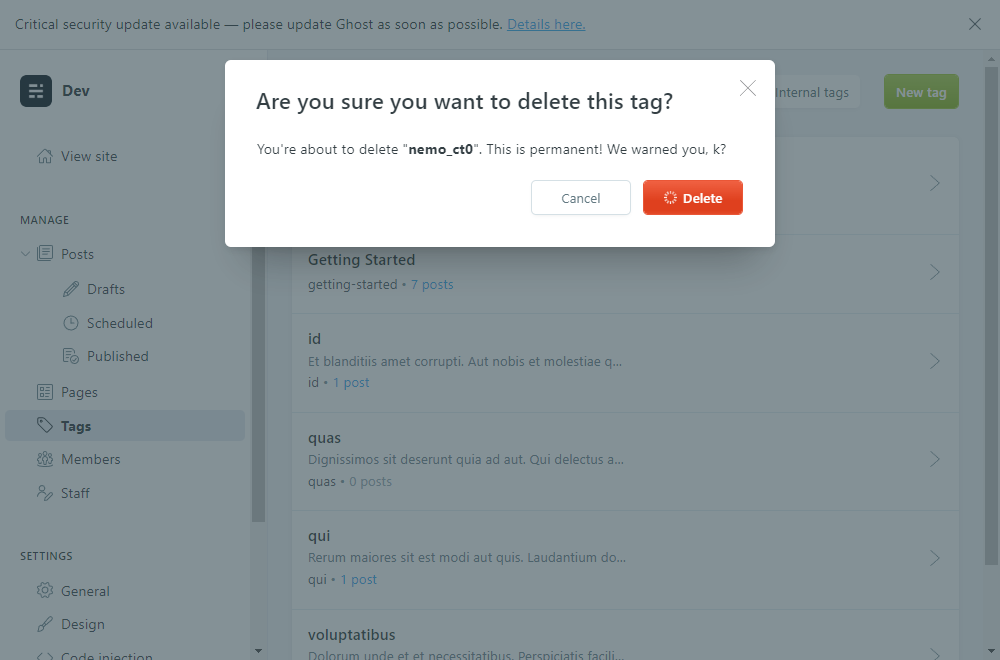 Critical security update available — please update Ghost as soon as possible. Details here.
Dev
View site
MANAGE
Posts
Drafts
Scheduled
Published
Pages
Tags
Members
Staff
SETTINGS
General
Design
Code injection
Internal tags
New tag
Are you sure you want to delete this tag?
You're about to delete "nemo_ct0". This is permanent! We warned you, k?
Cancel
Delete
Getting Started
getting-started • 7 posts
id
Et blanditiis amet corrupti. Aut nobis et molestiae q...
id • 1 post
quas
Dignissimos sit deserunt quia ad aut. Qui delectus a...
quas • 0 posts
qui
Rerum maiores sit est modi aut quis. Laudantium do...
qui • 1 post
voluptatibus
Dolorum unde et et necessitatibus. Perspiciatis facili...